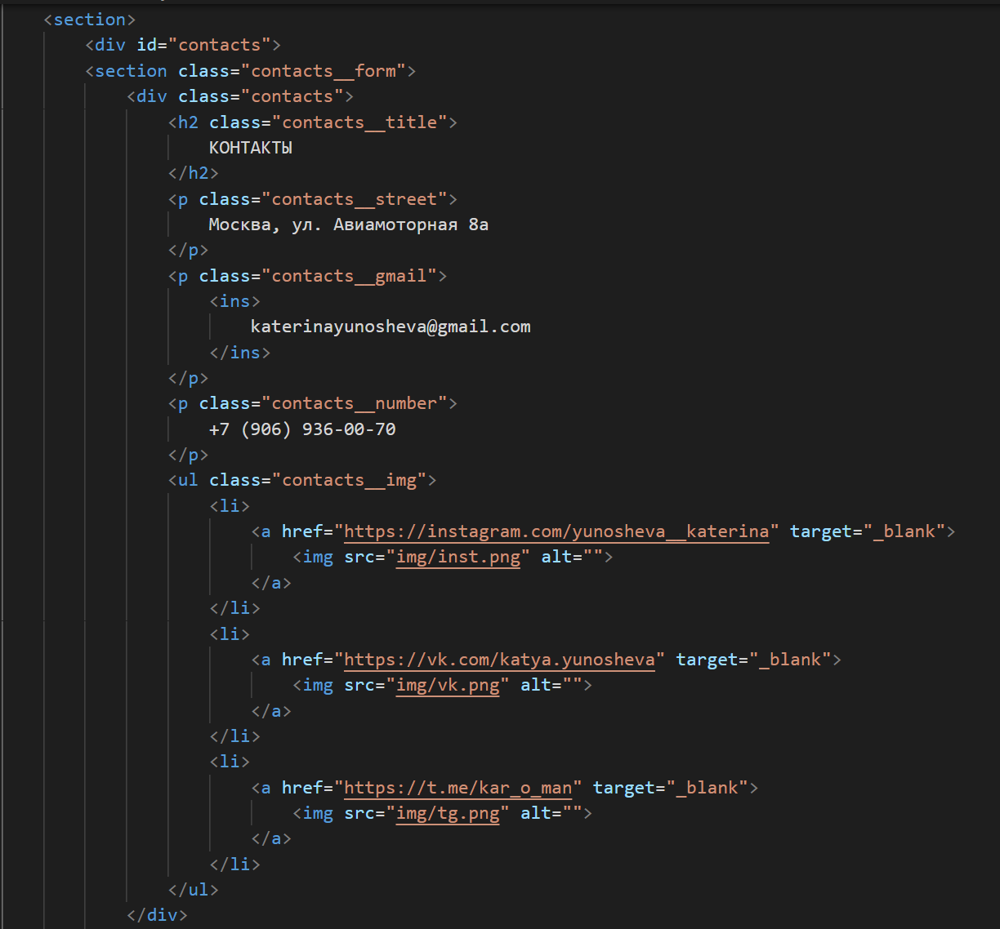 <section>
<div id="contacts">
<section class="contacts__form">
<div class="contacts">
<h2 class="contacts__title">
КОНТАКТЫ
</h2>
<p class="contacts__street">
Москва, ул. Авиамоторная 8а
</p>
<p class="contacts__gmail">
<ins>
katerinayunosheva@gmail.com
</ins>
</p>
<p class="contacts__number">
+7 (906) 936-00-70
</p>
<ul class="contacts__img">
<li>
<a href="https://instagram.com/yunosheva__katerina" target="_blank">
<img src="img/inst.png" alt="">
</a>
</li>
<li>
<a href="https://vk.com/katya.yunosheva" target="_blank">
<img src="img/vk.png" alt="">
</a>
</li>
<li>
<a href="https://t.me/kar_o_man" target="_blank">
<img src="img/tg.png" alt="">
</a>
</li>
</ul>
</div>